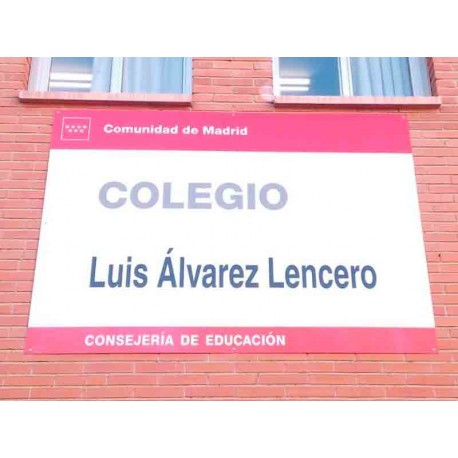 Comunidad de Madrid
COLEGIO
Luis Álvarez Lencero
CONSEJERÍA DE EDUCACIÓN